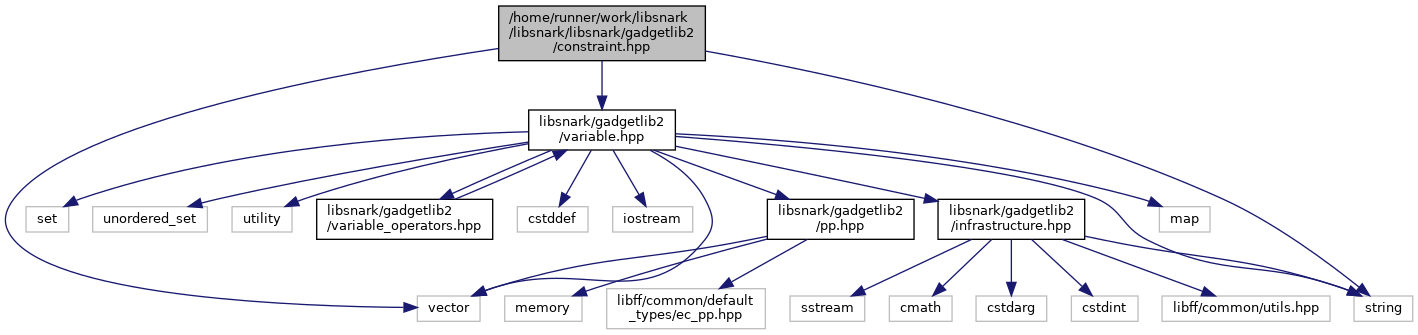 /home/runner/work/libsnark
/libsnark/libsnark/gadgetlib2
/constraint.hpp
libsnark/gadgetlib2
/variable.hpp
set
unordered_set
utility
libsnark/gadgetlib2
/variable_operators.hpp
cstddef
iostream
libsnark/gadgetlib2
/pp.hpp
libsnark/gadgetlib2
/infrastructure.hpp
map
vector
memory
libff/common/default
_types/ec_pp.hpp
sstream
cmath
cstdarg
cstdint
libff/common/utils.hpp
string